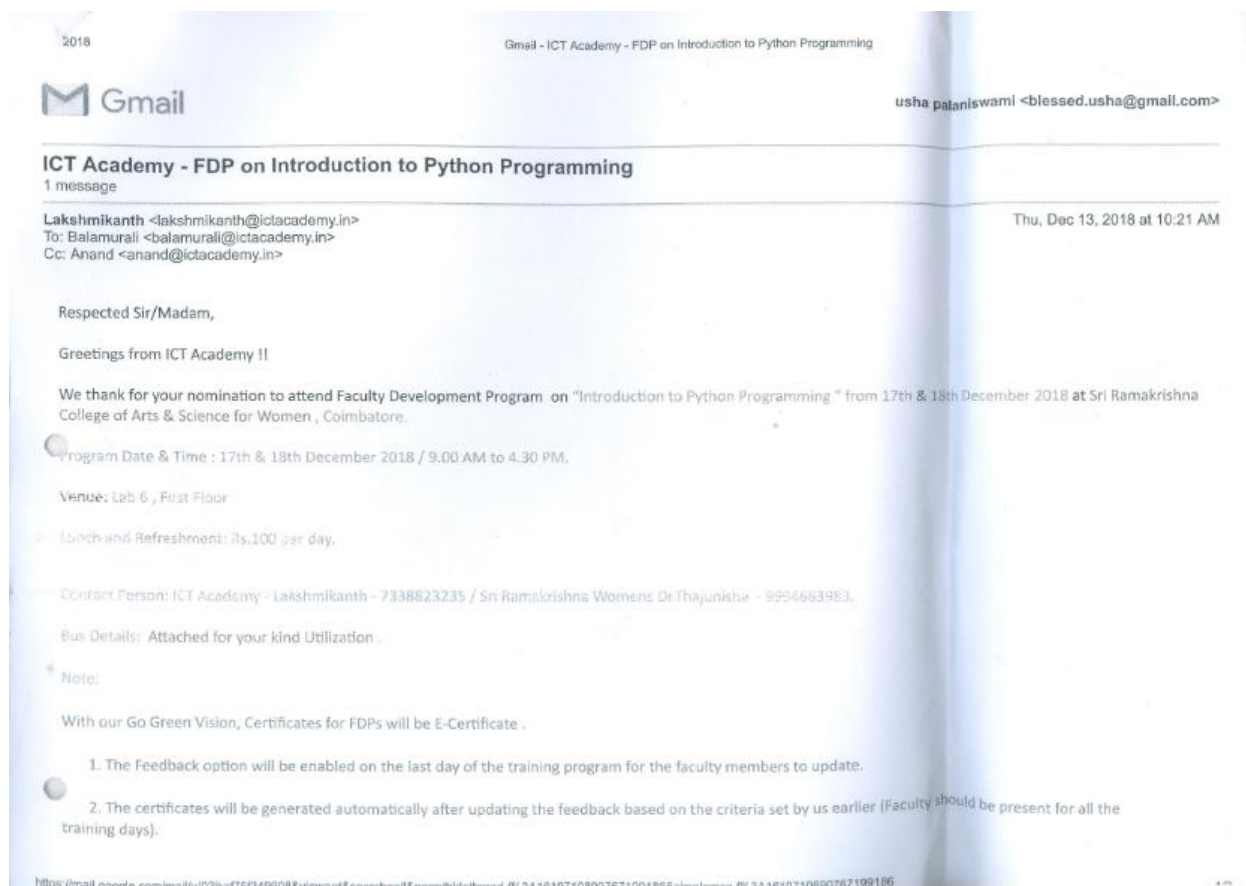 2018 Gmail - ICT Academy - FDP on Introduction to Python Programming
Gmail usha palaniswami <blessed.usha@gmail.com>
ICT Academy - FDP on Introduction to Python Programming
1 message
Lakshmikanth <lakshmikanth@ictacademy.in> Thu, Dec 13, 2018 at 10:21 AM
To: Balamurali <balamurali@ictacademy.in>
Cc: Anand <anand@ictacademy.in>
Respected Sir/Madam,
Greetings from ICT Academy !!
We thank for your nomination to attend Faculty Development Program on "Introduction to Python Programming " from 17th & 18th December 2018 at Sri Ramakrishna
College of Arts & Science for Women , Coimbatore.
Program Date & Time : 17th & 18th December 2018 / 9.00 AM to 4.30 PM.
Venue: Lab 6 , First Floor
Lunch and Refreshment: Rs.100 per day.
Contact Person: ICT Academy - Lakshmikanth - 7338823235 / Sri Ramakrishna Womens Dr.Thajunisha - 9994663983.
Bus Details: Attached for your kind Utilization .
Note:
With our Go Green Vision, Certificates for FDPs will be E-Certificate .
1. The Feedback option will be enabled on the last day of the training program for the faculty members to update.
2. The certificates will be generated automatically after updating the feedback based on the criteria set by us earlier (Faculty should be present for all the
training days).